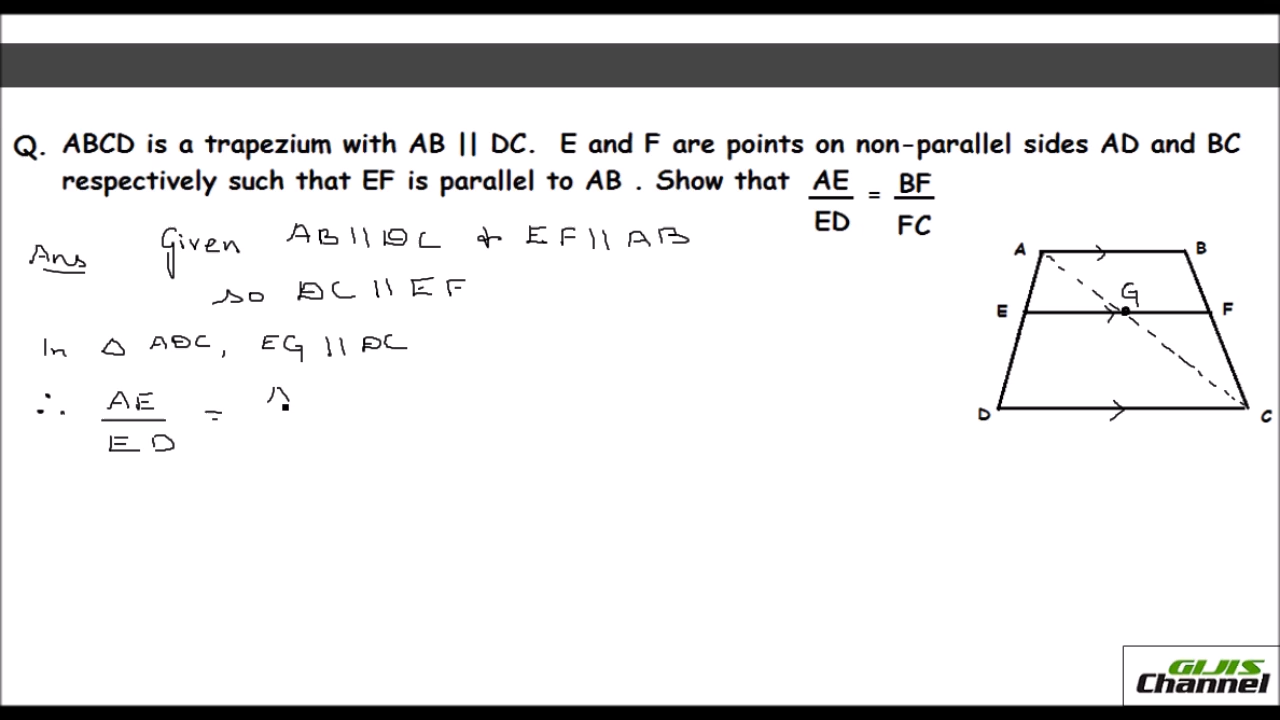 Q. ABCD is a trapezium with AB || DC. E and F are points on non-parallel sides AD and BC
respectively such that EF is parallel to AB . Show that AE/ED = BF/FC
Ans Given AB || DC & EF || AB
so DC || EF
In △ ADC, EG || DC
∴ AE/ED =
A
B
G
E
F
D
C
GIJIS
Channel